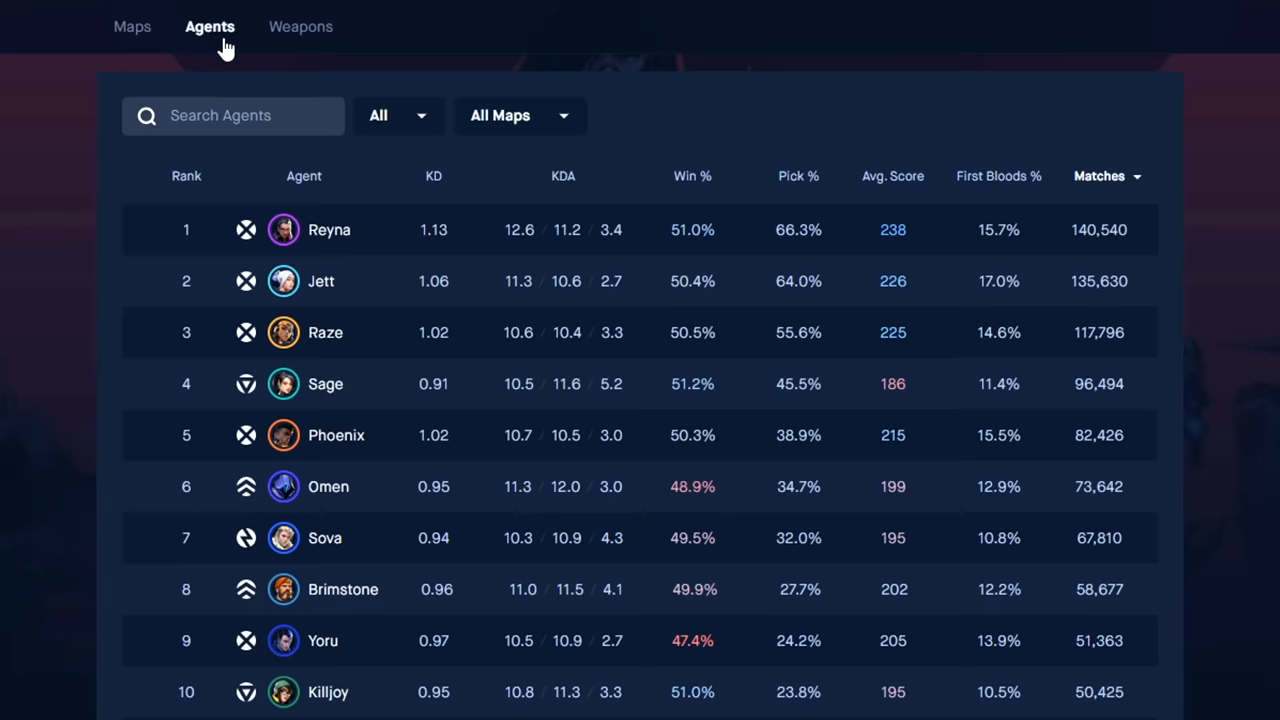 Maps Agents Weapons
Search Agents All All Maps
Rank Agent KD KDA Win % Pick % Avg. Score First Bloods % Matches
1 Reyna 1.13 12.6 / 11.2 / 3.4 51.0% 66.3% 238 15.7% 140,540
2 Jett 1.06 11.3 / 10.6 / 2.7 50.4% 64.0% 226 17.0% 135,630
3 Raze 1.02 10.6 / 10.4 / 3.3 50.5% 55.6% 225 14.6% 117,796
4 Sage 0.91 10.5 / 11.6 / 5.2 51.2% 45.5% 186 11.4% 96,494
5 Phoenix 1.02 10.7 / 10.5 / 3.0 50.3% 38.9% 215 15.5% 82,426
6 Omen 0.95 11.3 / 12.0 / 3.0 48.9% 34.7% 199 12.9% 73,642
7 Sova 0.94 10.3 / 10.9 / 4.3 49.5% 32.0% 195 10.8% 67,810
8 Brimstone 0.96 11.0 / 11.5 / 4.1 49.9% 27.7% 202 12.2% 58,677
9 Yoru 0.97 10.5 / 10.9 / 2.7 47.4% 24.2% 205 13.9% 51,363
10 Killjoy 0.95 10.8 / 11.3 / 3.3 51.0% 23.8% 195 10.5% 50,425